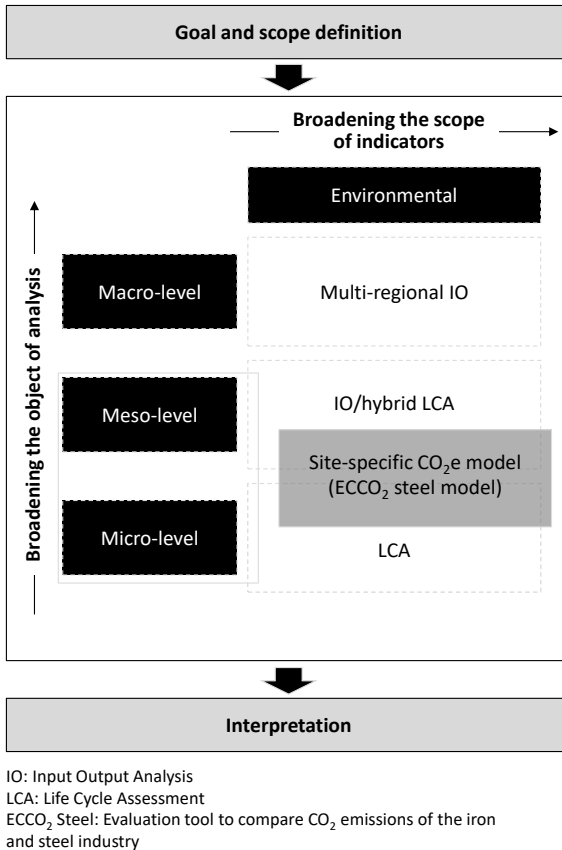 Goal and scope definition
Broadening the scope
of indicators
Environmental
Broadening the object of analysis
Macro-level
Multi-regional IO
Meso-level
IO/hybrid LCA
Site-specific CO₂e model
(ECCO₂ steel model)
Micro-level
LCA
Interpretation
IO: Input Output Analysis
LCA: Life Cycle Assessment
ECCO₂ Steel: Evaluation tool to compare CO₂ emissions of the iron
and steel industry